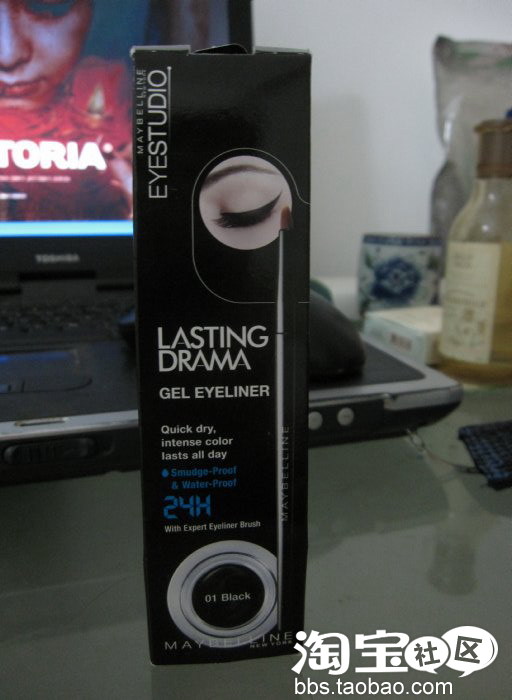 TORIA
TOSHIBA
MAYBELLINE
EYESTUDIO
LASTING
DRAMA
GEL EYELINER
Quick dry,
intense color
lasts all day
Smudge-Proof
& Water-Proof
24H
With Expert Eyeliner Brush
MAYBELLINE
01 Black
MAYBELLINE
NEW YORK
淘宝社区
bbs.taobao.com